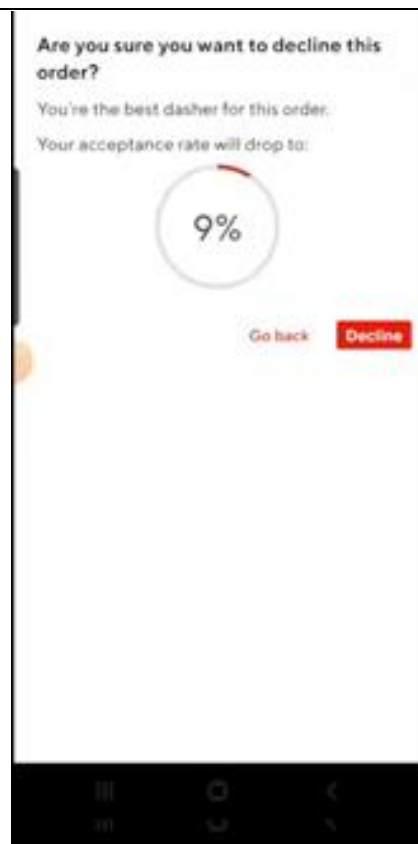 Are you sure you want to decline this
order?
You're the best dasher for this order.
Your acceptance rate will drop to:
9%
Go back Decline